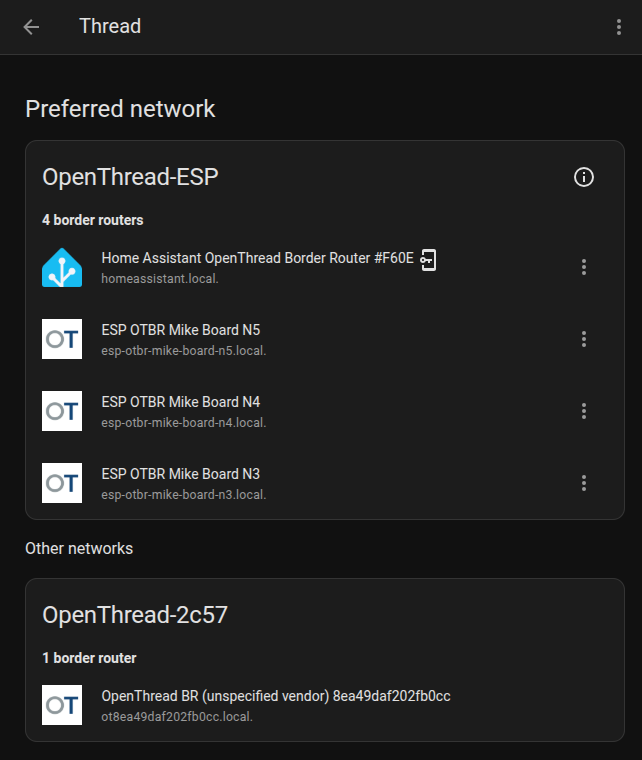 Thread
Preferred network
OpenThread-ESP
4 border routers
Home Assistant OpenThread Border Router #F60E
homeassistant.local.
OT
ESP OTBR Mike Board N5
esp-otbr-mike-board-n5.local.
OT
ESP OTBR Mike Board N4
esp-otbr-mike-board-n4.local.
OT
ESP OTBR Mike Board N3
esp-otbr-mike-board-n3.local.
Other networks
OpenThread-2c57
1 border router
OT
OpenThread BR (unspecified vendor) 8ea49daf202fb0cc
ot8ea49daf202fb0cc.local.